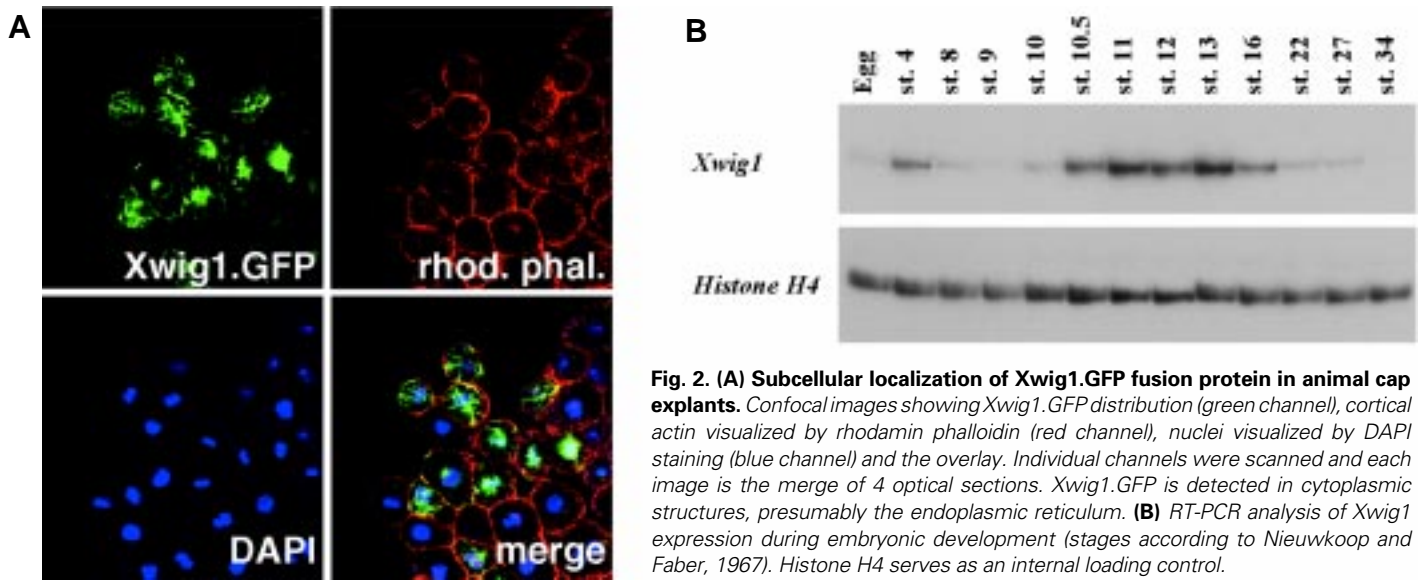 A
Xwig1.GFP
rhod. phal.
DAPI
merge
B
Egg
st. 4
st. 8
st. 9
st. 10
st. 10.5
st. 11
st. 12
st. 13
st. 16
st. 22
st. 27
st. 34
Xwig1
Histone H4
Fig. 2. (A) Subcellular localization of Xwig1.GFP fusion protein in animal cap
explants. Confocal images showing Xwig1.GFP distribution (green channel), cortical
actin visualized by rhodamin phalloidin (red channel), nuclei visualized by DAPI
staining (blue channel) and the overlay. Individual channels were scanned and each
image is the merge of 4 optical sections. Xwig1.GFP is detected in cytoplasmic
structures, presumably the endoplasmic reticulum. (B) RT-PCR analysis of Xwig1
expression during embryonic development (stages according to Nieuwkoop and
Faber, 1967). Histone H4 serves as an internal loading control.